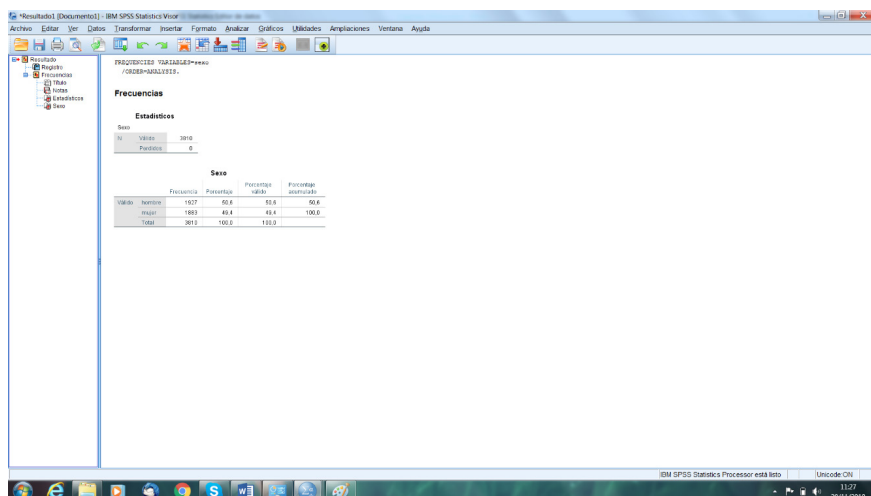 *Resultado1 [Documento1] - IBM SPSS Statistics Visor
Archivo Editar Ver Datos Transformar Insertar Formato Analizar Gráficos Utilidades Ampliaciones Ventana Ayuda
Resultado
Registro
Frecuencias
Título
Notas
Estadísticos
Sexo
FREQUENCIES VARIABLES=sexo
/ORDER=ANALYSIS.
Frecuencias
Estadísticos
Sexo
N Válido 3810
Perdidos 0
Sexo
Frecuencia Porcentaje Porcentaje válido Porcentaje acumulado
Válido hombre 1927 50,6 50,6 50,6
mujer 1883 49,4 49,4 100,0
Total 3810 100,0 100,0
IBM SPSS Statistics Processor está listo Unicode:ON
11:27